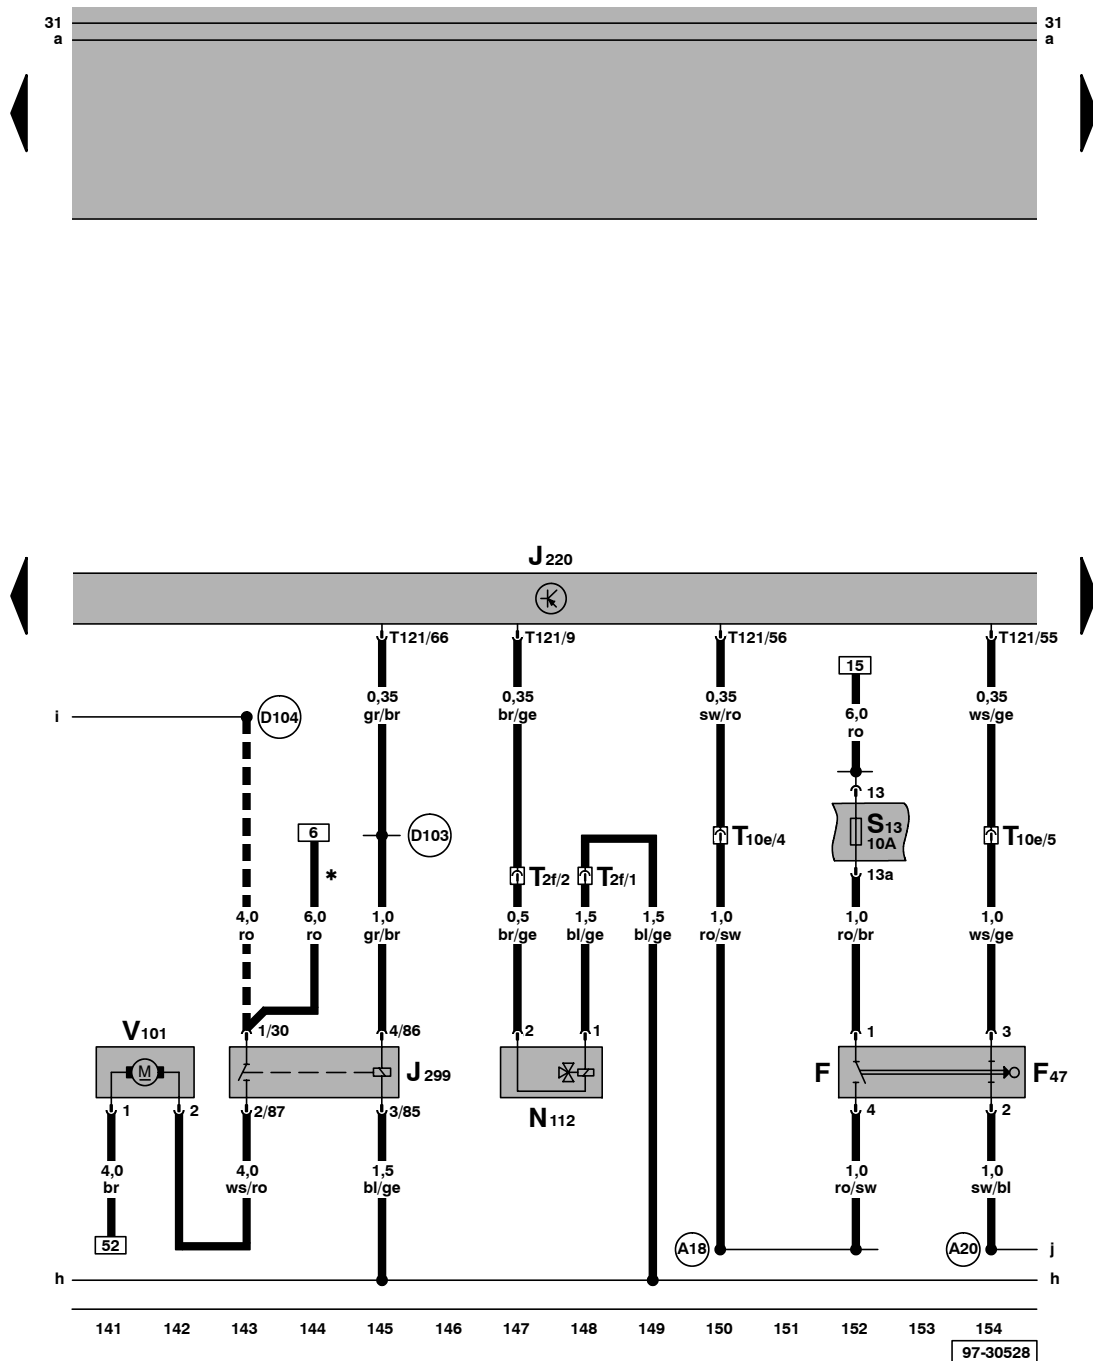 31 31
a a
J 220
T121/66 T121/9 T121/56 T121/55
15
0,35 0,35 0,35 0,35
gr/br br/ge sw/ro ws/ge
6,0
ro
i D104
13
S13
10A
6 D103 T10e/4 T10e/5
* T2f/2 T2f/1 13a
4,0 6,0 1,0 0,5 1,5 1,5 1,0 1,0 1,0
ro ro gr/br br/ge bl/ge bl/ge ro/sw ro/br ws/ge
V101 1/30 4/86 2 1 1 3
M J 299 F F47
1 2 2/87 3/85 N 112 4 2
4,0 4,0 1,5 1,0 1,0
br ws/ro bl/ge ro/sw sw/bl
52 A18 A20 j
h h
141 142 143 144 145 146 147 148 149 150 151 152 153 154
97-30528